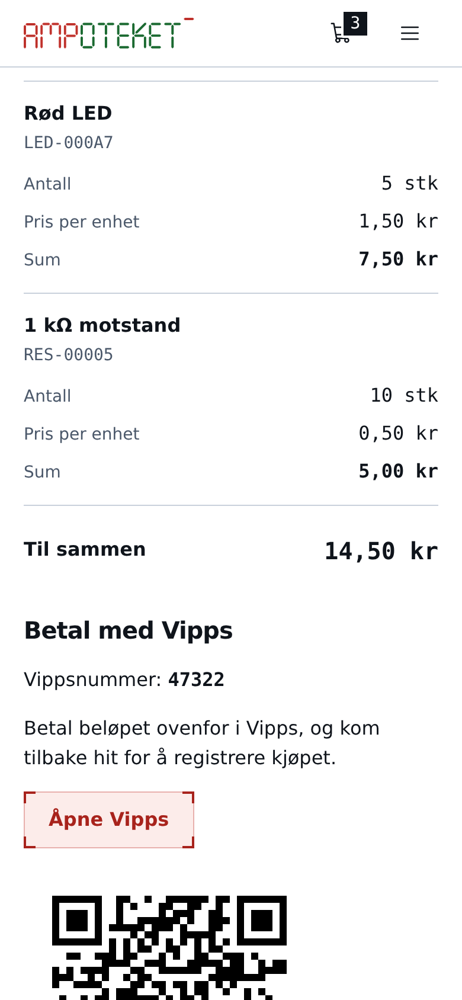 AMPOTEKET
3
Rød LED
LED-000A7
Antall 5 stk
Pris per enhet 1,50 kr
Sum 7,50 kr
1 kΩ motstand
RES-00005
Antall 10 stk
Pris per enhet 0,50 kr
Sum 5,00 kr
Til sammen 14,50 kr
Betal med Vipps
Vippsnummer: 47322
Betal beløpet ovenfor i Vipps, og kom
tilbake hit for å registrere kjøpet.
Åpne Vipps